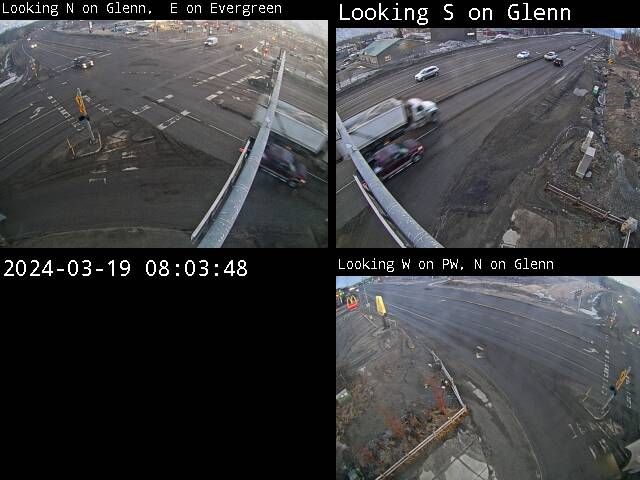 Looking N on Glenn,  E on Evergreen
Looking S on Glenn
2024-03-19 08:03:48
Looking W on PW, N on Glenn